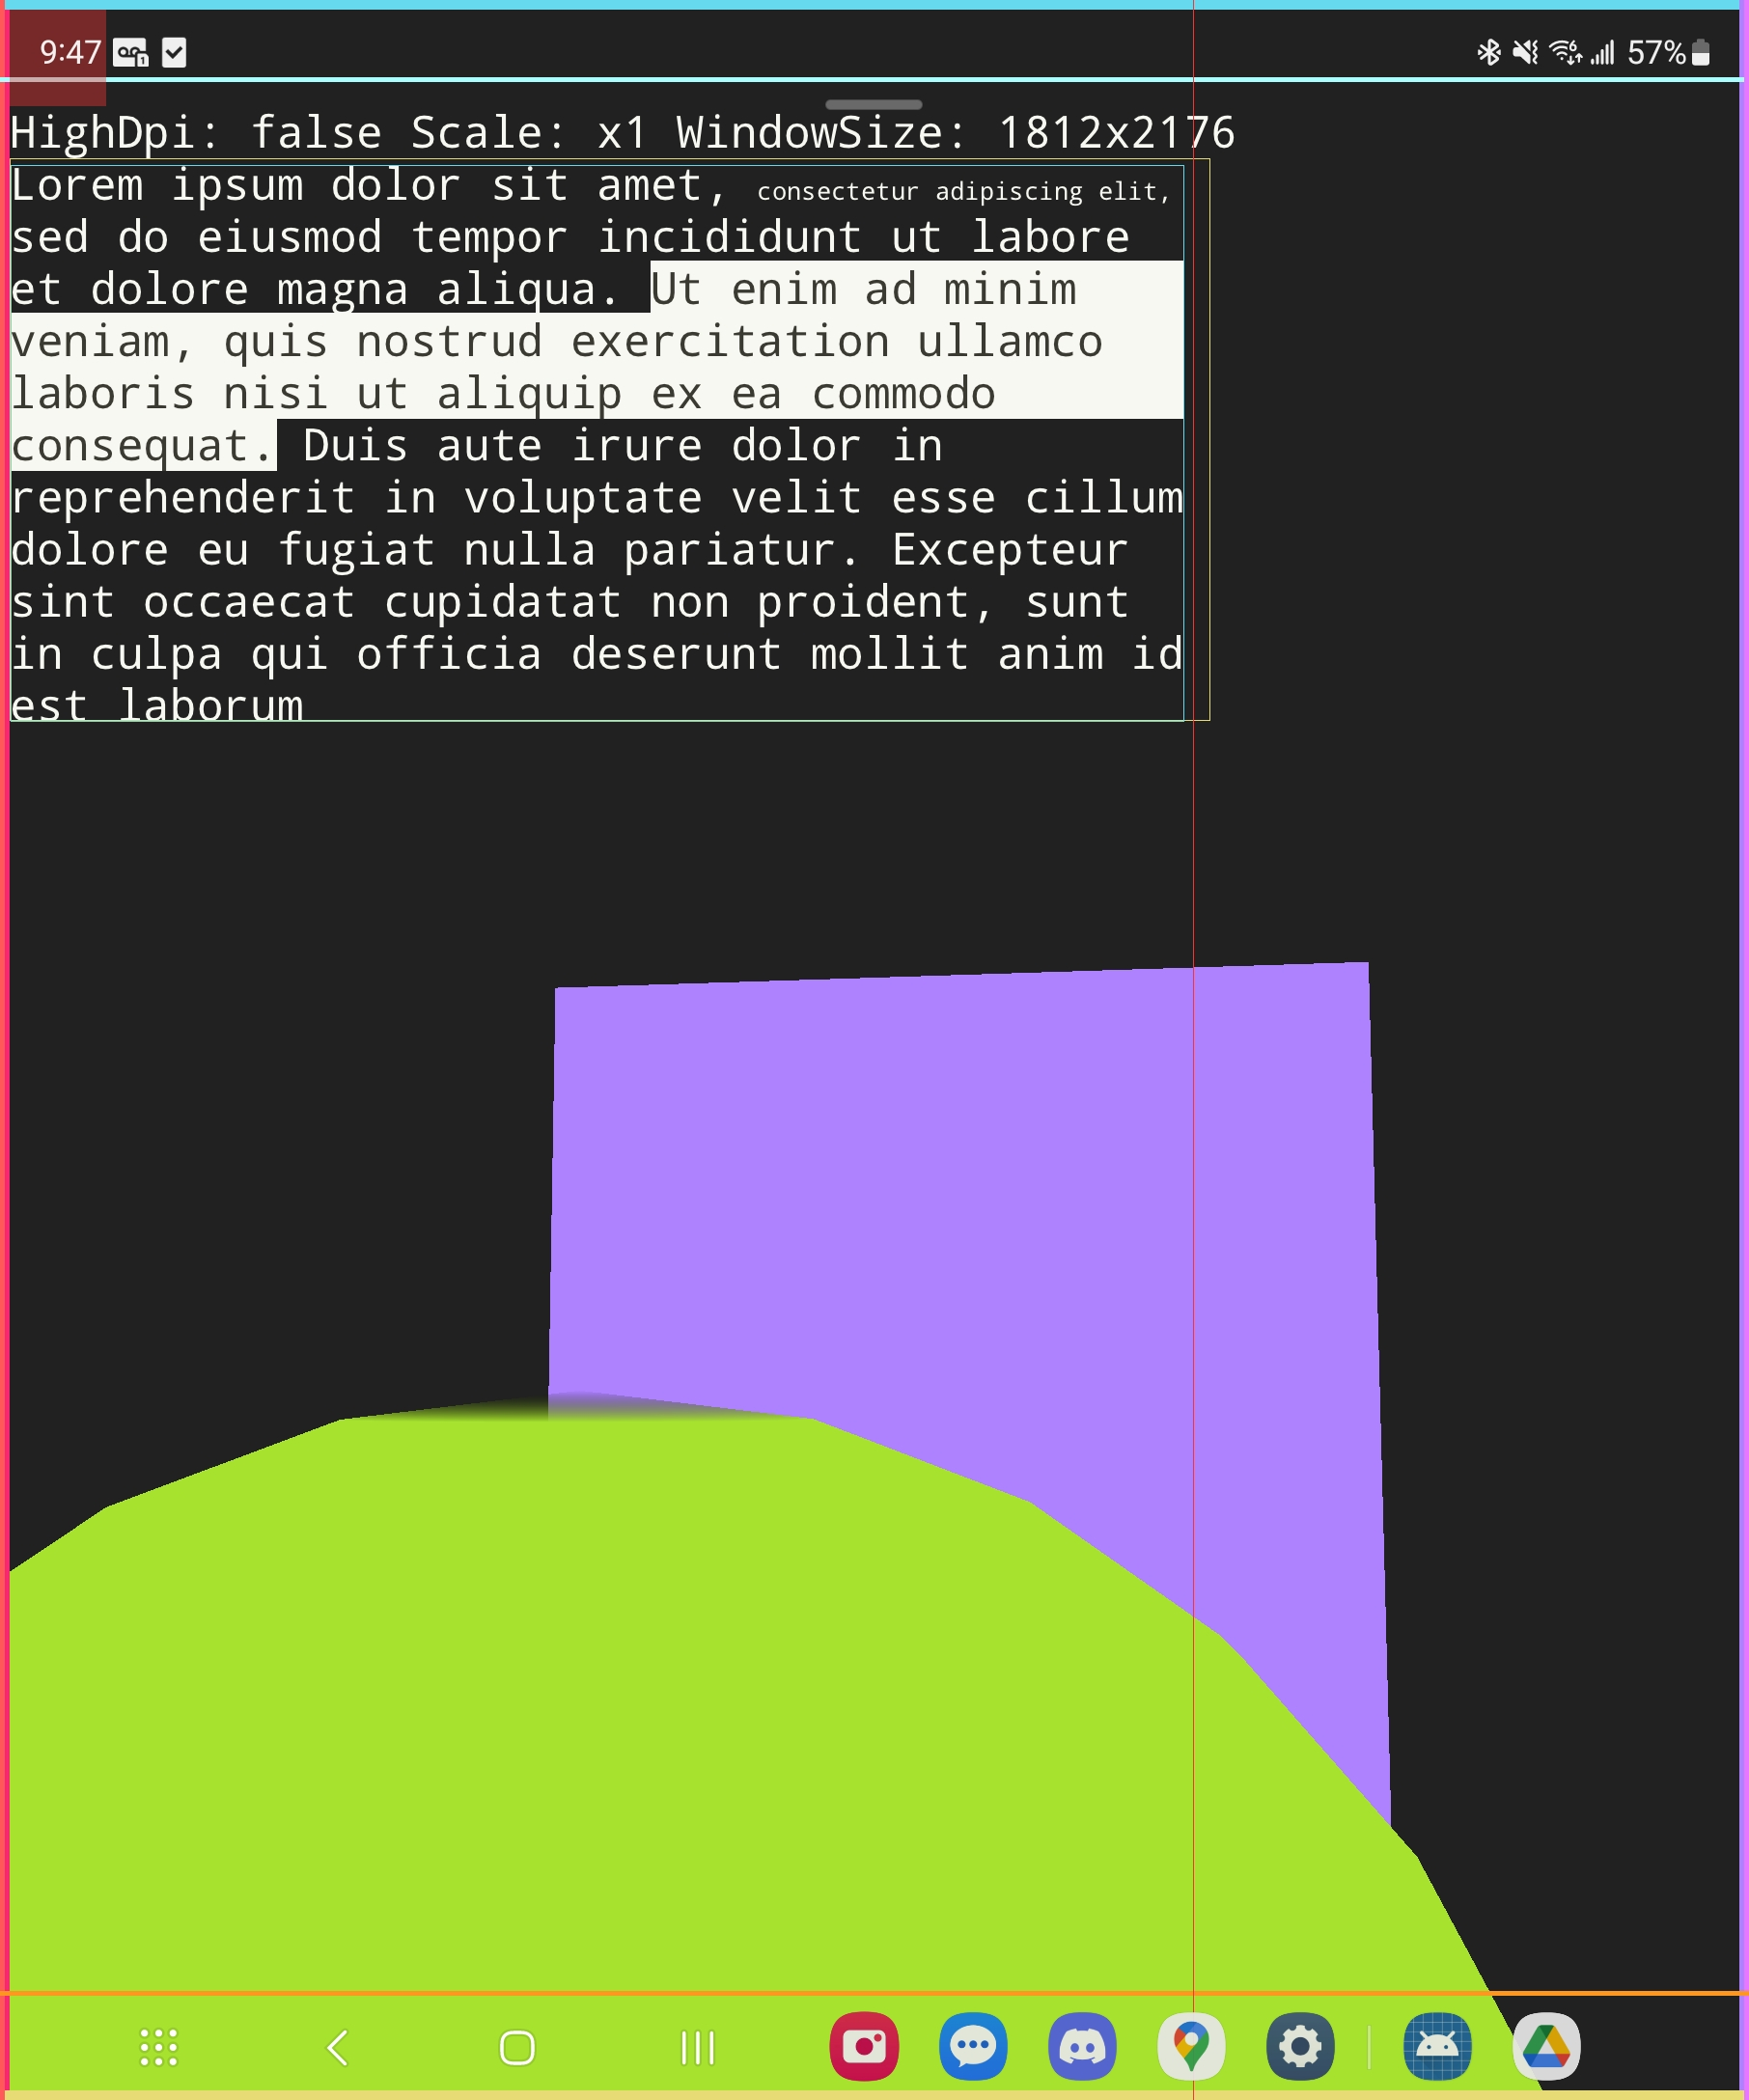 9:47
57%
HighDpi: false Scale: x1 WindowSize: 1812x2176
Lorem ipsum dolor sit amet, consectetur adipiscing elit,
sed do eiusmod tempor incididunt ut labore
et dolore magna aliqua. Ut enim ad minim
veniam, quis nostrud exercitation ullamco
laboris nisi ut aliquip ex ea commodo
consequat. Duis aute irure dolor in
reprehenderit in voluptate velit esse cillum
dolore eu fugiat nulla pariatur. Excepteur
sint occaecat cupidatat non proident, sunt
in culpa qui officia deserunt mollit anim id
est laborum